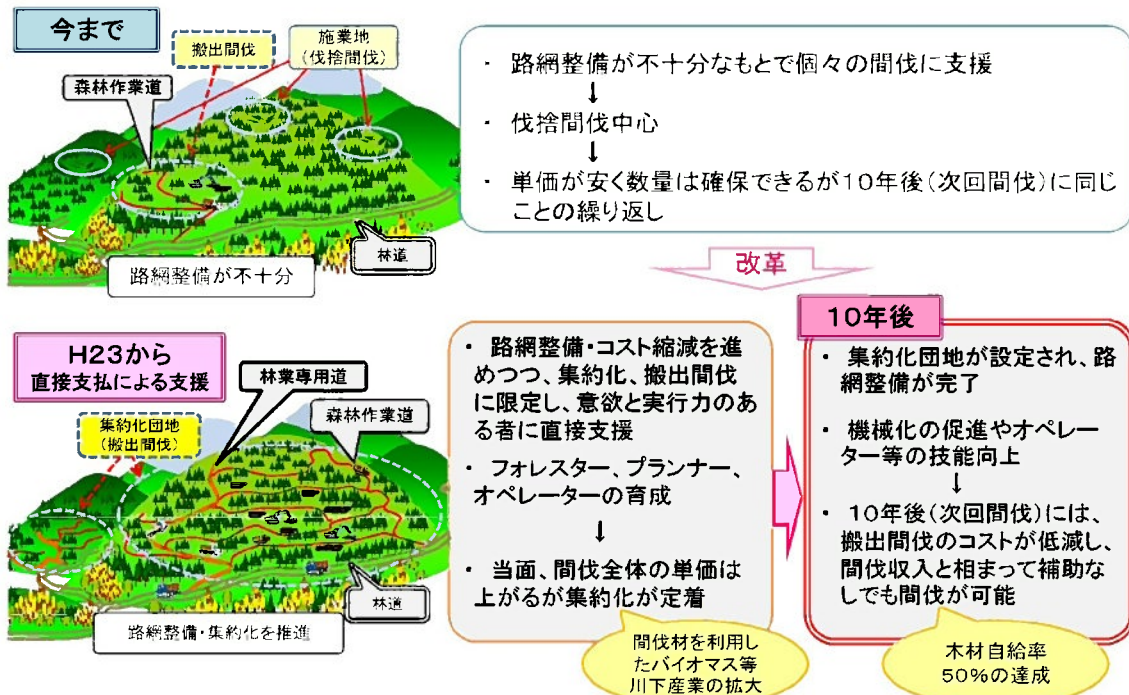 今まで
搬出間伐
施業地
(伐捨間伐)
森林作業道
林道
路網整備が不十分
・ 路網整備が不十分なもとで個々の間伐に支援
↓
・ 伐捨間伐中心
↓
・ 単価が安く数量は確保できるが10年後(次回間伐)に同じ
ことの繰り返し
改革
H23から
直接支払による支援
林業専用道
森林作業道
集約化団地
(搬出間伐)
林道
路網整備・集約化を推進
・ 路網整備・コスト縮減を進
めつつ、集約化、搬出間伐
に限定し、意欲と実行力のあ
る者に直接支援
・ フォレスター、プランナー、
オペレーターの育成
↓
・ 当面、間伐全体の単価は
上がるが集約化が定着
間伐材を利用し
たバイオマス等
川下産業の拡大
10年後
・ 集約化団地が設定され、路
網整備が完了
・ 機械化の促進やオペレー
ター等の技能向上
↓
・ 10年後(次回間伐)には、
搬出間伐のコストが低減し、
間伐収入と相まって補助な
しでも間伐が可能
木材自給率
50%の達成